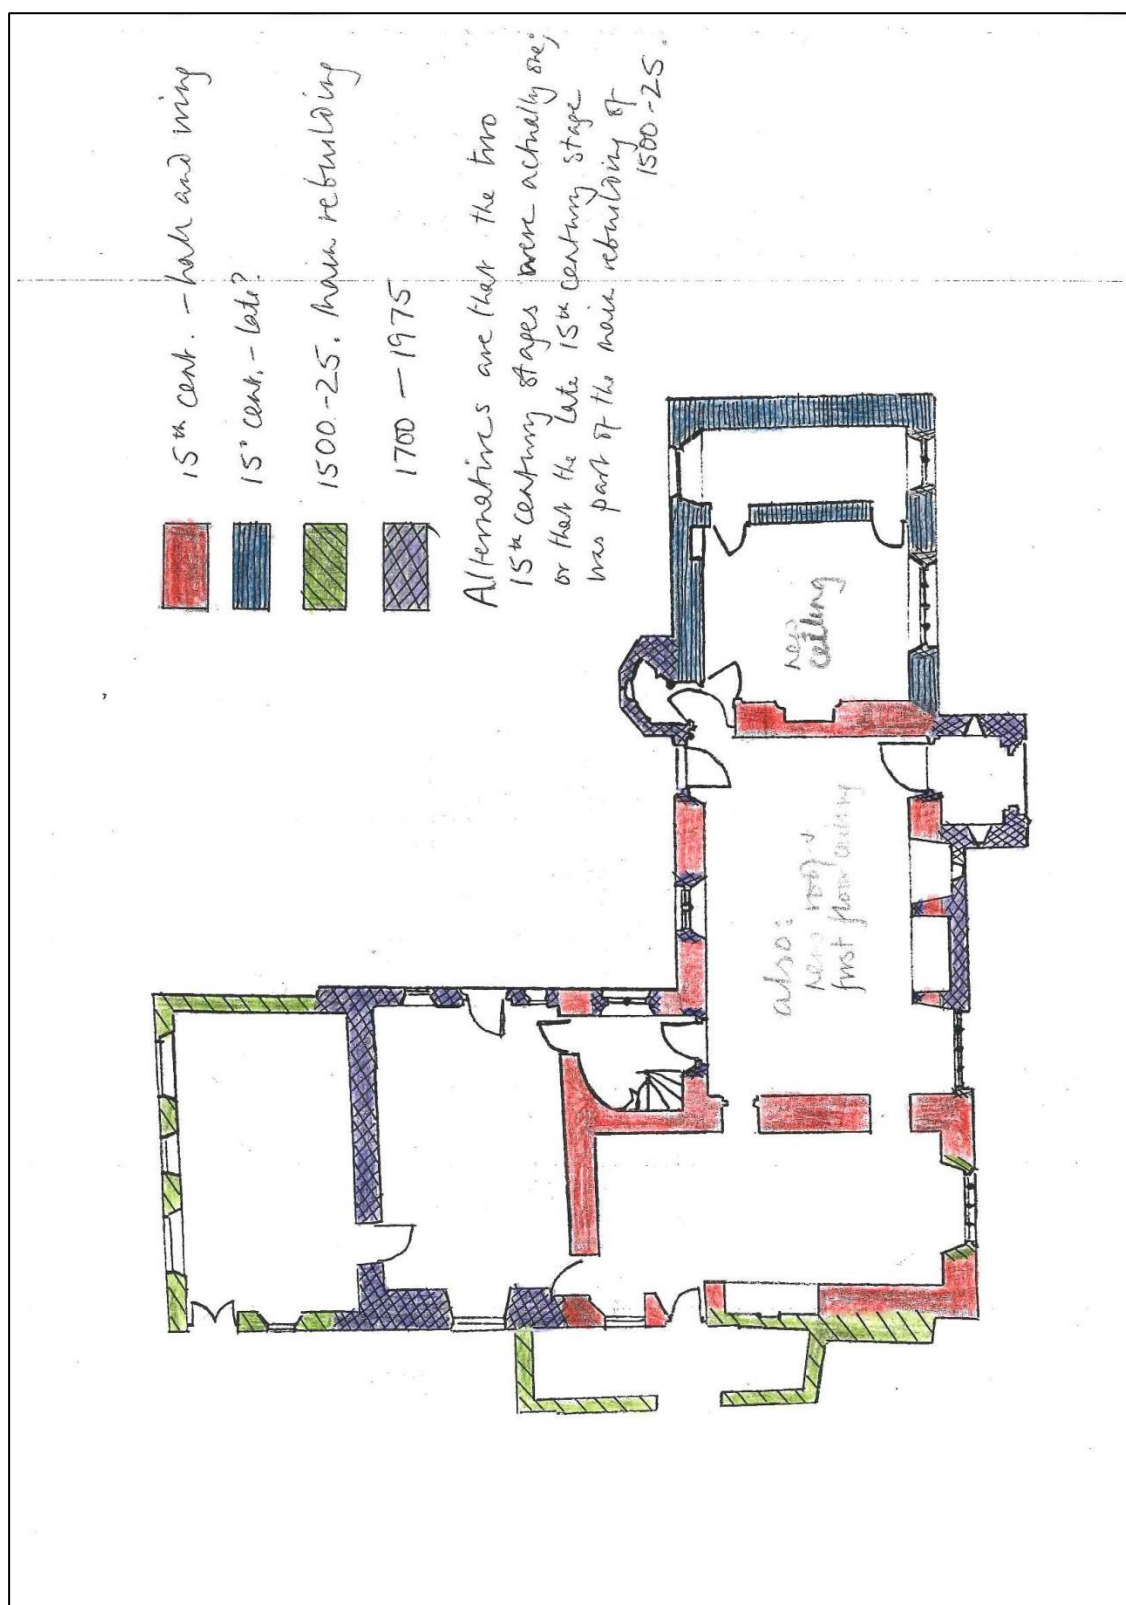 15th cent. - hall and wing
15th cent. - late?
1500-25. Main rebuilding
1700 - 1975
Alternatives are that the two
15th century stages were actually one;
or that the late 15th century stage
was part of the main rebuilding of
1500-25.
new
ceiling
also:
new roof &
first floor ceiling